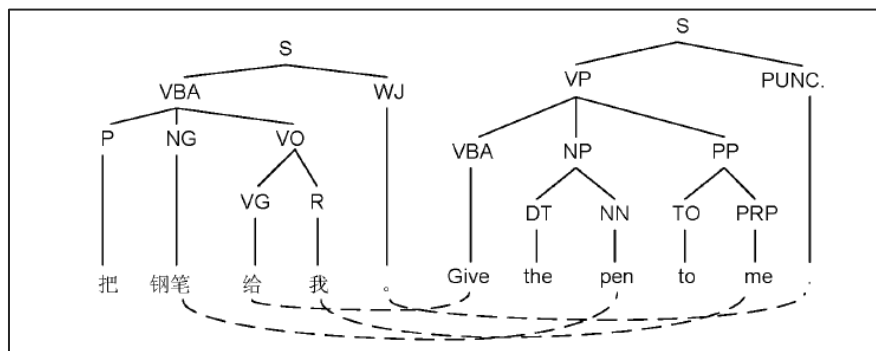 S S
VBA WJ VP PUNC.
P NG VO VBA NP PP
VG R DT NN TO PRP
把 钢笔 给 我 。 Give the pen to me .